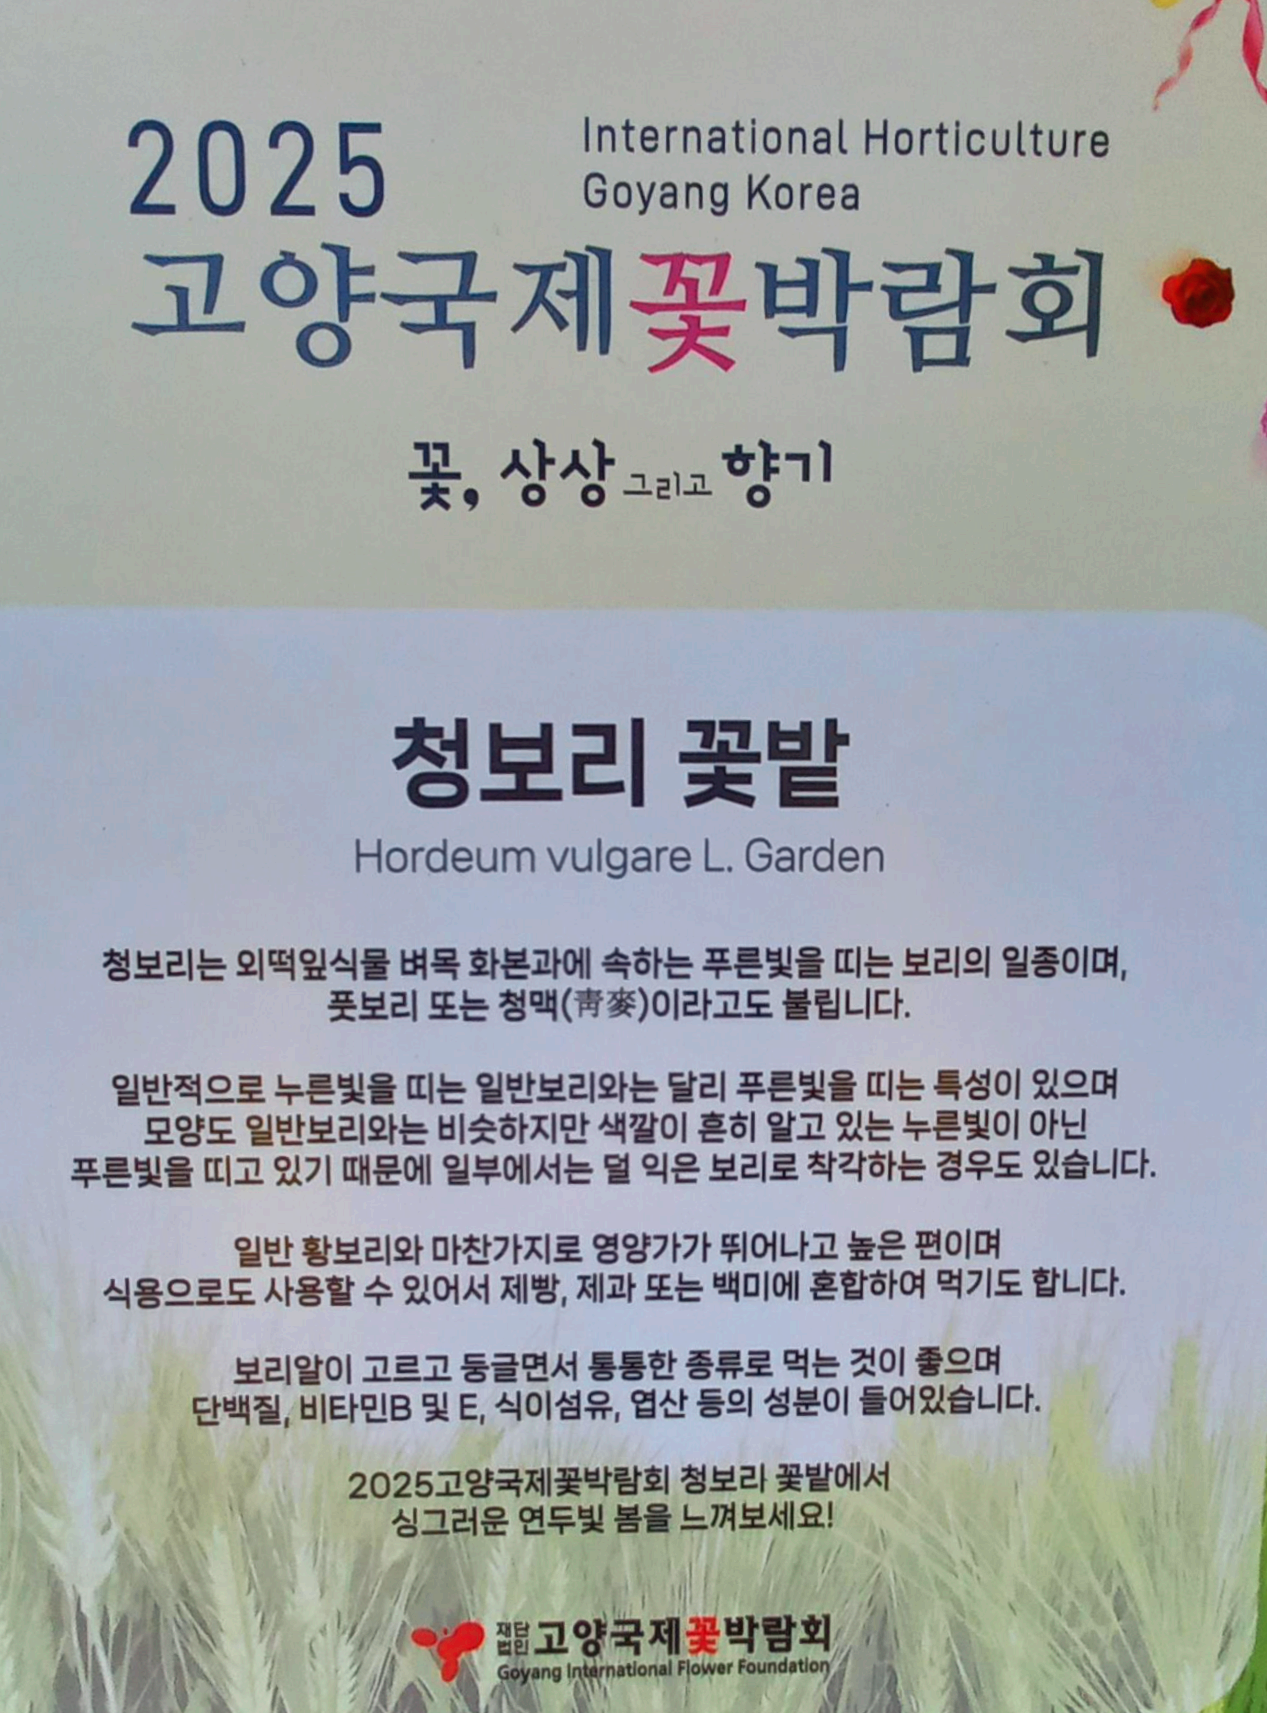 2025
International Horticulture
Goyang Korea
고양국제꽃박람회
꽃, 상상 그리고 향기
청보리 꽃밭
Hordeum vulgare L. Garden
청보리는 외떡잎식물 벼목 화본과에 속하는 푸른빛을 띠는 보리의 일종이며,
풋보리 또는 청맥(靑麥)이라고도 불립니다.
일반적으로 누른빛을 띠는 일반보리와는 달리 푸른빛을 띠는 특성이 있으며
모양도 일반보리와는 비슷하지만 색깔이 흔히 알고 있는 누른빛이 아닌
푸른빛을 띠고 있기 때문에 일부에서는 덜 익은 보리로 착각하는 경우도 있습니다.
일반 황보리와 마찬가지로 영양가가 뛰어나고 높은 편이며
식용으로도 사용할 수 있어서 제빵, 제과 또는 백미에 혼합하여 먹기도 합니다.
보리알이 고르고 둥글면서 통통한 종류로 먹는 것이 좋으며
단백질, 비타민B 및 E, 식이섬유, 엽산 등의 성분이 들어있습니다.
2025고양국제꽃박람회 청보라 꽃밭에서
싱그러운 연두빛 봄을 느껴보세요!
재단법인 고양국제꽃박람회
Goyang International Flower Foundation